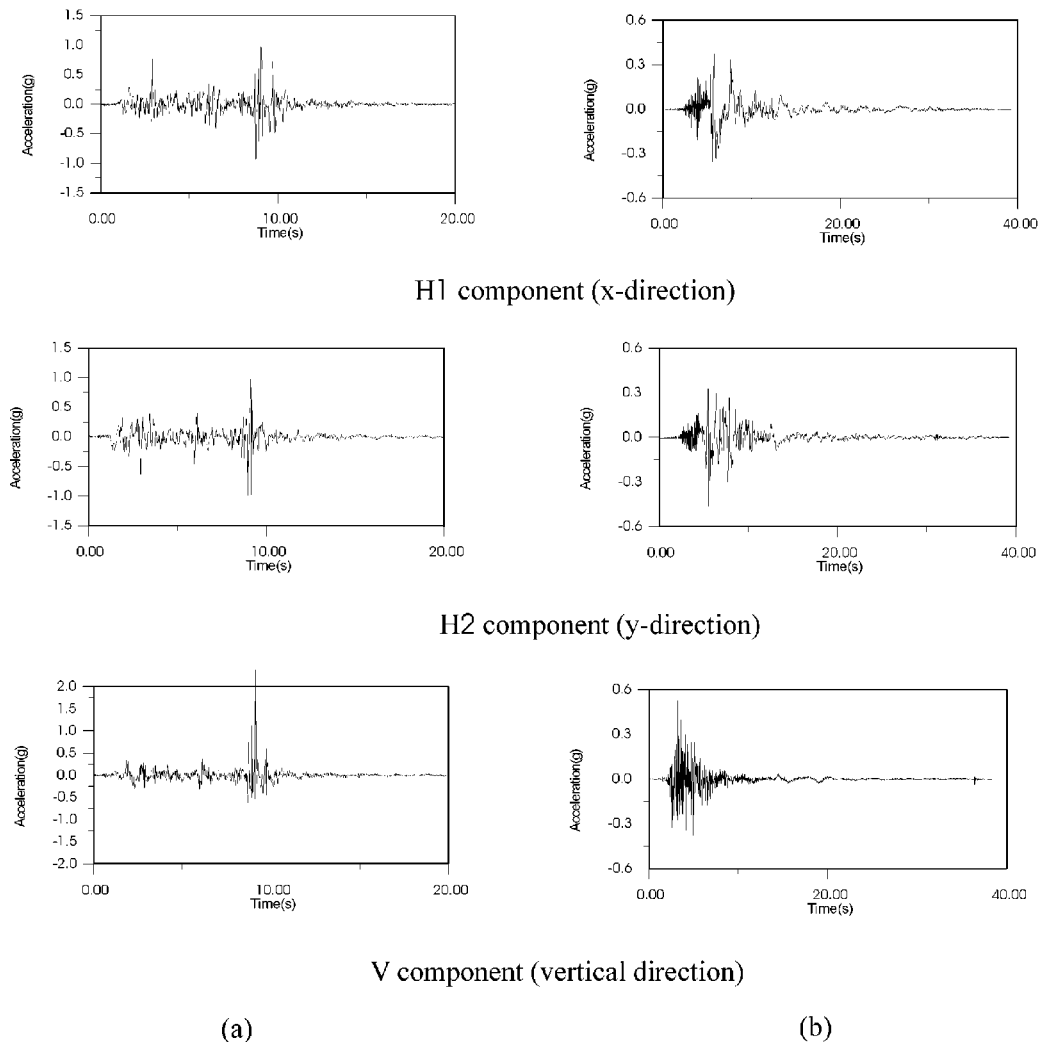 1.5
1.0
0.5
0.0
-0.5
-1.0
-1.5
Acceleration(g)
0.00 10.00 20.00
Time(s)
0.6
0.3
0.0
-0.3
-0.6
Acceleration(g)
0.00 20.00 40.00
Time(s)
H1 component (x-direction)
1.5
1.0
0.5
0.0
-0.5
-1.0
-1.5
Acceleration(g)
0.00 10.00 20.00
Time(s)
0.6
0.3
0.0
-0.3
-0.6
Acceleration(g)
0.00 20.00 40.00
Time(s)
H2 component (y-direction)
2.0
1.5
1.0
0.5
0.0
-0.5
-1.0
-1.5
-2.0
Acceleration(g)
0.00 10.00 20.00
Time(s)
0.6
0.3
0.0
-0.3
-0.6
Acceleration(g)
0.00 20.00 40.00
Time(s)
V component (vertical direction)
(a) (b)